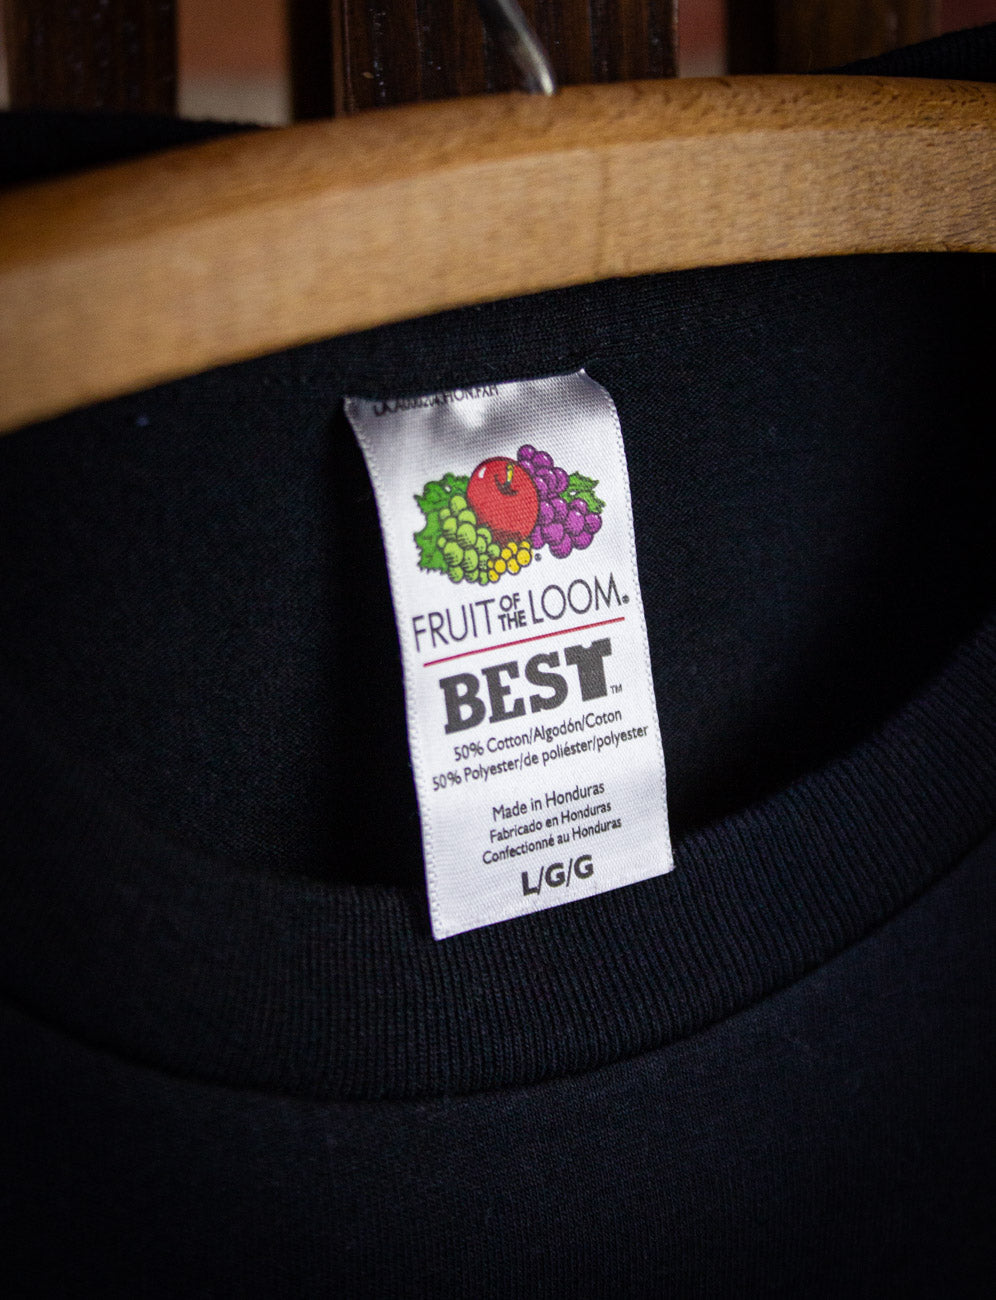 FRUIT OF THE LOOM®
BEST™
50% Cotton/Algodón/Coton
50% Polyester/de poliéster/polyester
Made in Honduras
Fabricado en Honduras
Confectionné au Honduras
L/G/G